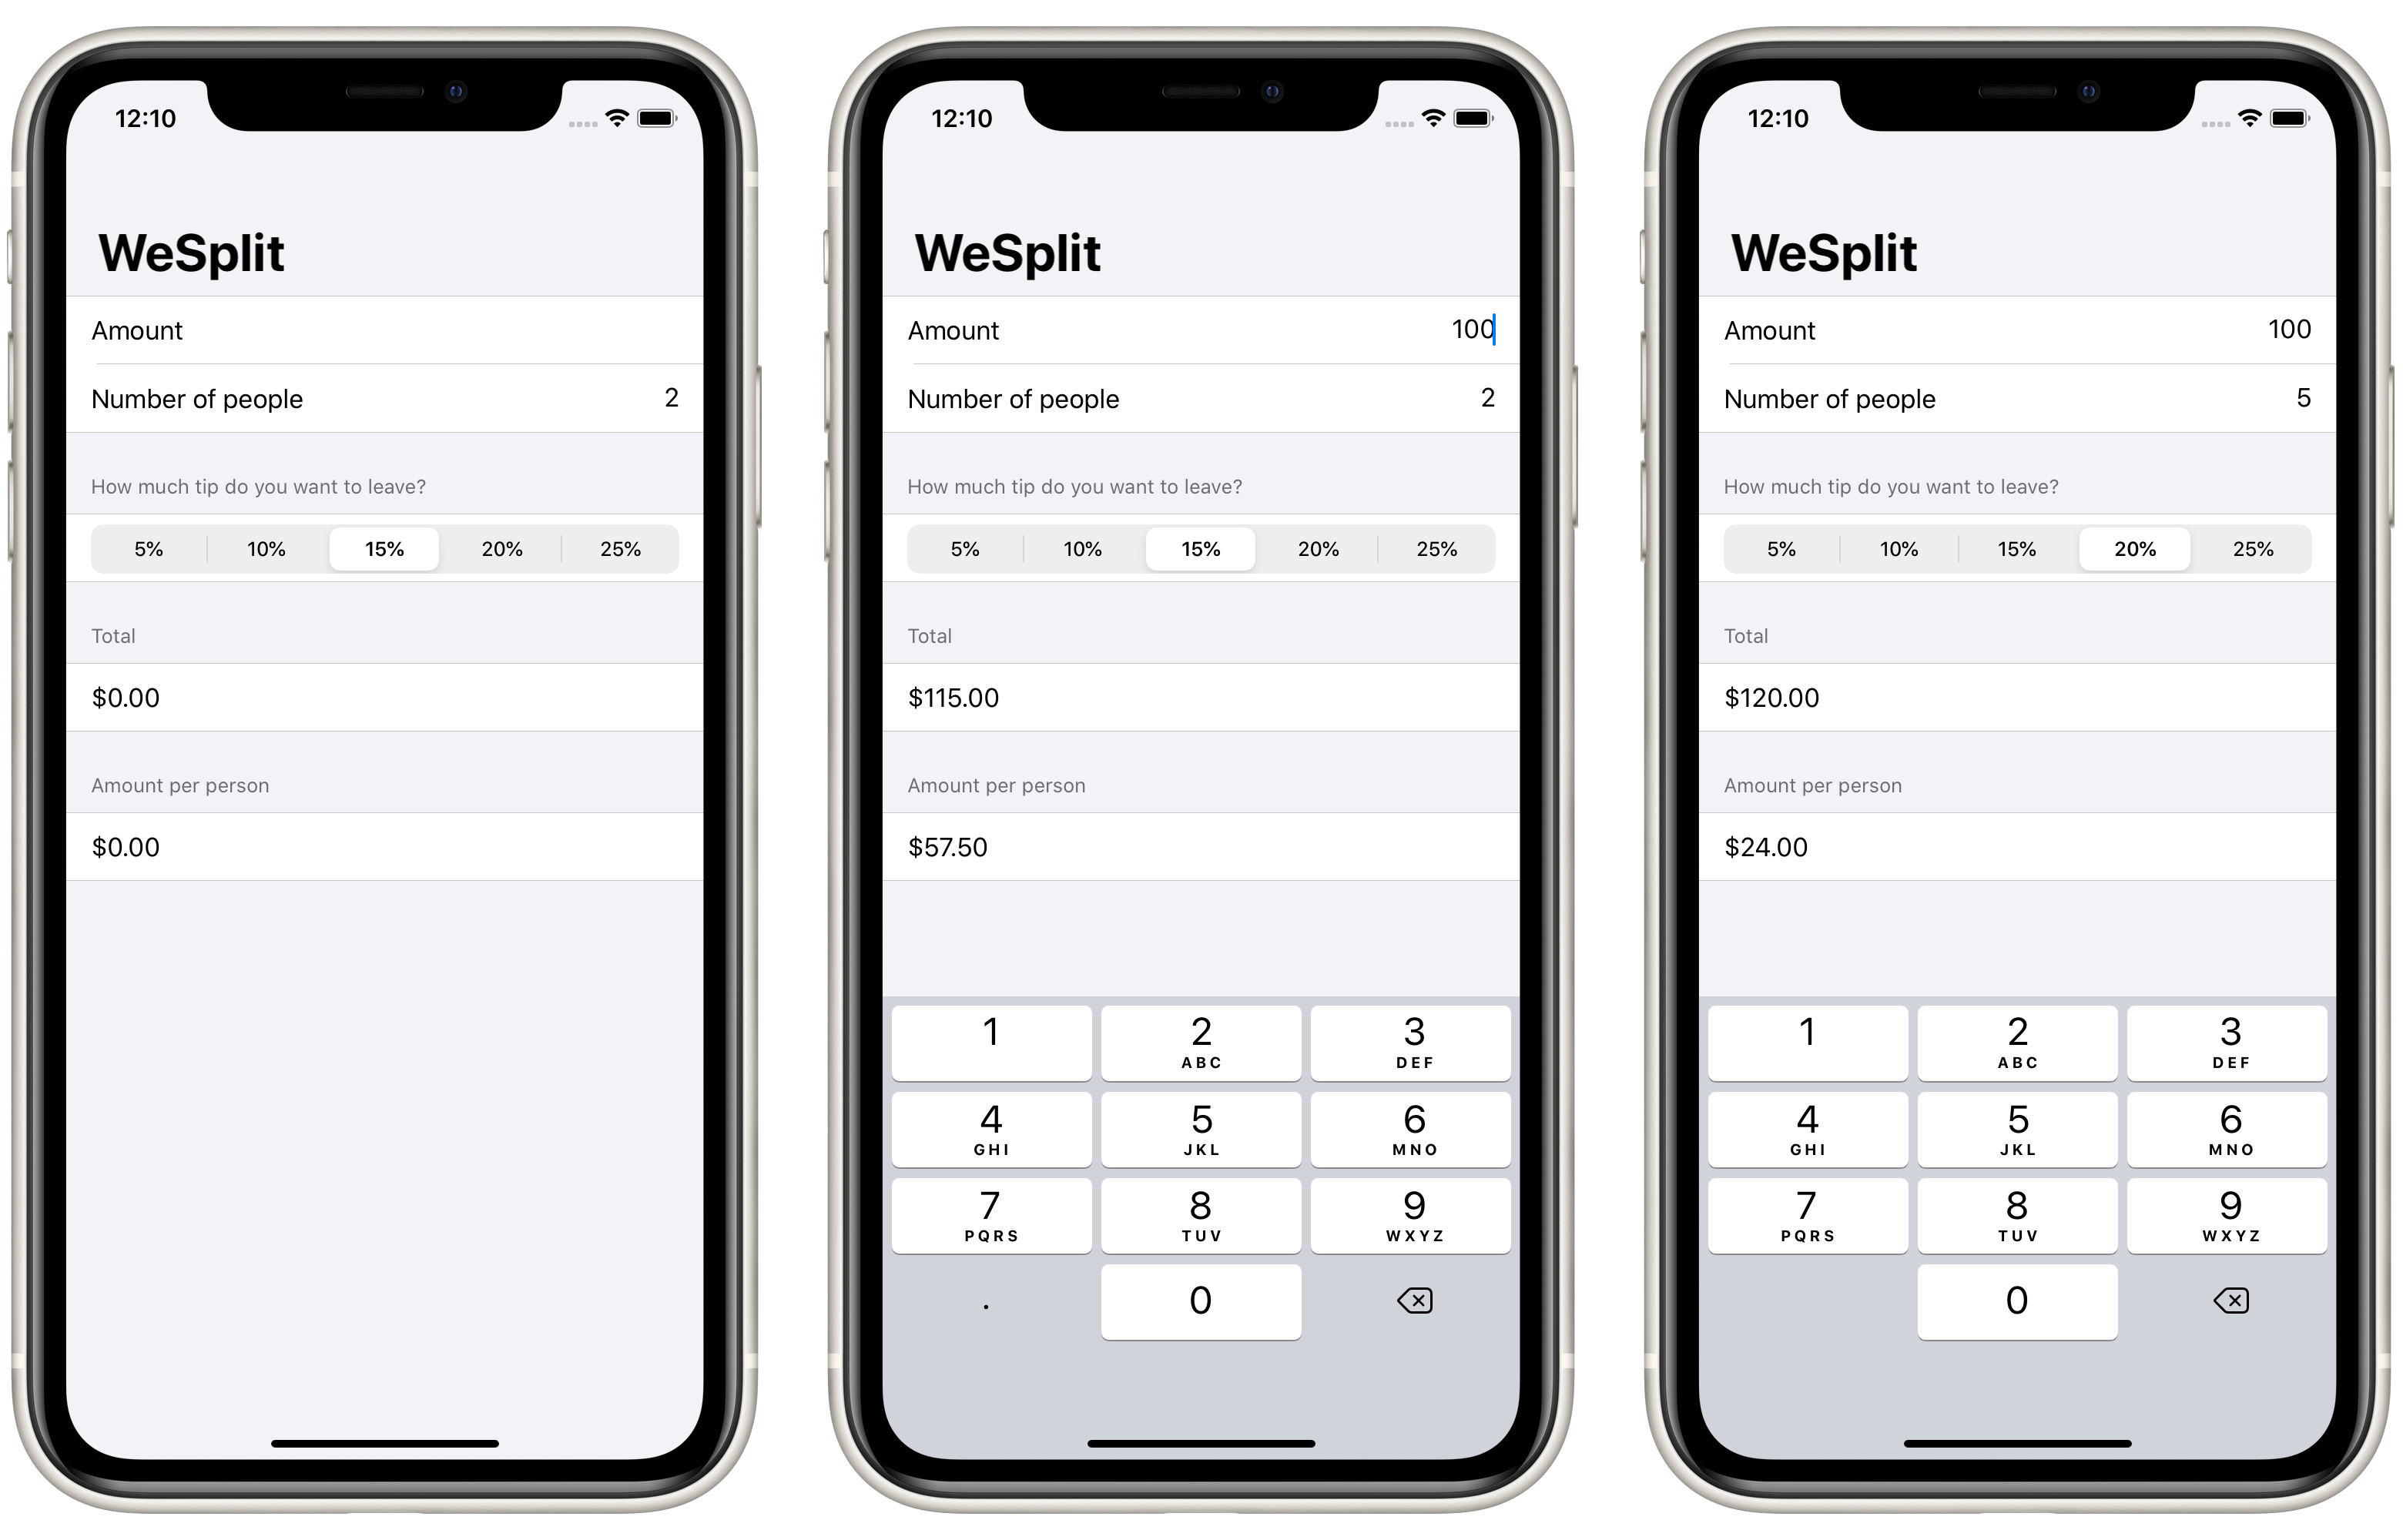 12:10
WeSplit
Amount
Number of people 2
How much tip do you want to leave?
5% 10% 15% 20% 25%
Total
$0.00
Amount per person
$0.00
12:10
WeSplit
Amount 100
Number of people 2
How much tip do you want to leave?
5% 10% 15% 20% 25%
Total
$115.00
Amount per person
$57.50
1 2 3
ABC DEF
4 5 6
GHI JKL MNO
7 8 9
PQRS TUV WXYZ
. 0
12:10
WeSplit
Amount 100
Number of people 5
How much tip do you want to leave?
5% 10% 15% 20% 25%
Total
$120.00
Amount per person
$24.00
1 2 3
ABC DEF
4 5 6
GHI JKL MNO
7 8 9
PQRS TUV WXYZ
0